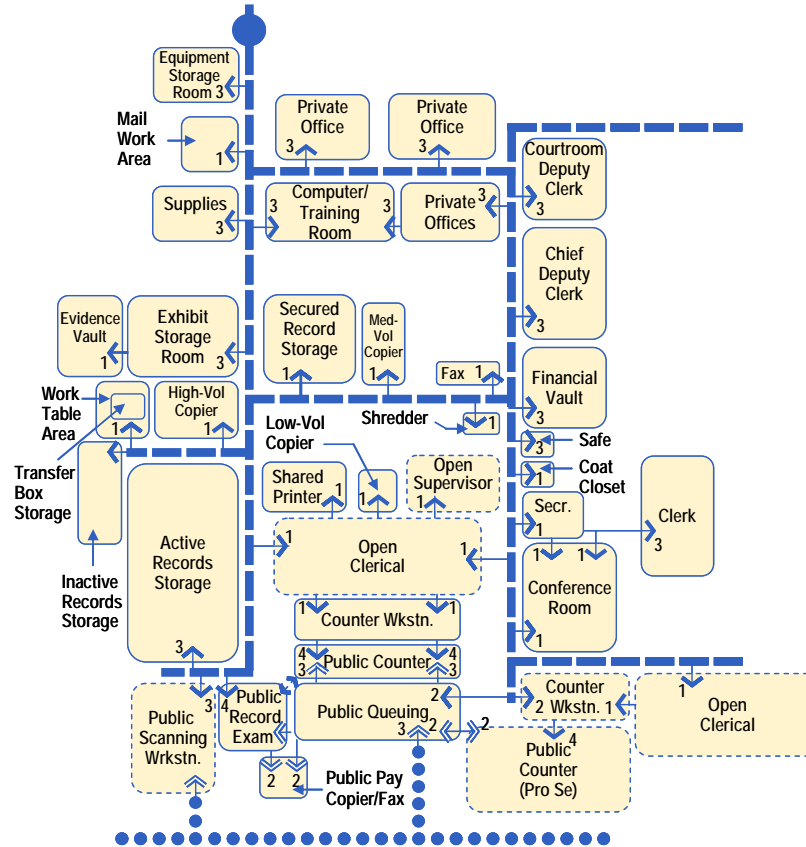 Equipment
Storage
Room 3
Mail
Work
Area
1
Private
Office
3
Private
Office
3
Courtroom
Deputy
Clerk
3
Supplies
3
3
Computer/
Training
Room
3
3
Private
Offices
Chief
Deputy
Clerk
3
Evidence
Vault
1
Exhibit
Storage
Room
3
Secured
Record
Storage
1
Med-
Vol
Copier
1
Fax 1
Financial
Vault
3
Work
Table
Area
1
High-Vol
Copier
1
Low-Vol
Copier
Shredder
1
3
Safe
1
Coat
Closet
Transfer
Box
Storage
Inactive
Records
Storage
Active
Records
Storage
3
Shared
Printer
1
1
Open
Supervisor
1
Secr.
1
Clerk
3
1
Open
Clerical
1
1
1
Conference
Room
1
1
1
Counter Wkstn.
4
3
Public Counter
4
3
Public
Scanning
Wrkstn.
3
4
Public
Record
Exam
Public Queuing
2
3
2
2
Counter
Wkstn.
2
1
1
Open
Clerical
Public
Counter
(Pro Se)
4
2
2
Public Pay
Copier/Fax